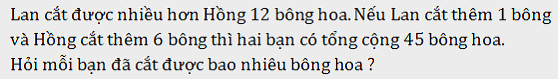 Lan cắt được nhiều hơn Hồng 12 bông hoa. Nếu Lan cắt thêm 1 bông
và Hồng cắt thêm 6 bông thì hai bạn có tổng cộng 45 bông hoa.
Hỏi mỗi bạn đã cắt được bao nhiêu bông hoa ?